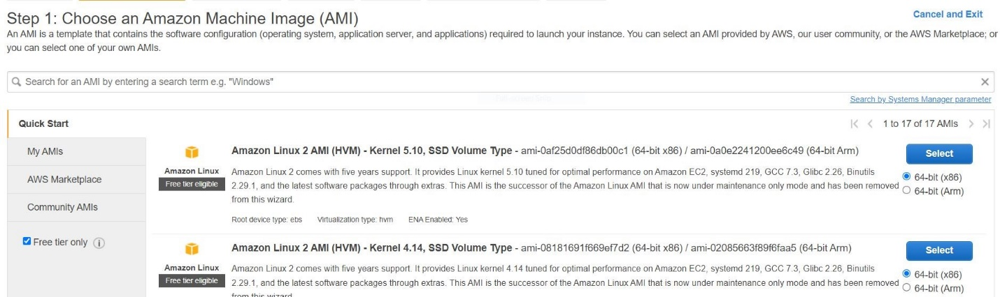 Step 1: Choose an Amazon Machine Image (AMI)
Cancel and Exit
An AMI is a template that contains the software configuration (operating system, application server, and applications) required to launch your instance. You can select an AMI provided by AWS, our user community, or the AWS Marketplace; or
you can select one of your own AMIs.
Search for an AMI by entering a search term e.g. "Windows"
Search by Systems Manager parameter
Quick Start
1 to 17 of 17 AMIs
My AMIs
AWS Marketplace
Community AMIs
Free tier only
Amazon Linux 2 AMI (HVM) - Kernel 5.10, SSD Volume Type - ami-0af25d0df86db00c1 (64-bit x86) / ami-0a0e2241200ee6c49 (64-bit Arm)
Select
Amazon Linux
Free tier eligible
Amazon Linux 2 comes with five years support. It provides Linux kernel 5.10 tuned for optimal performance on Amazon EC2, systemd 219, GCC 7.3, Glibc 2.26, Binutils
2.29.1, and the latest software packages through extras. This AMI is the successor of the Amazon Linux AMI that is now under maintenance only mode and has been removed
from this wizard.
64-bit (x86)
64-bit (Arm)
Root device type: ebs Virtualization type: hvm ENA Enabled: Yes
Amazon Linux 2 AMI (HVM) - Kernel 4.14, SSD Volume Type - ami-08181691f669ef7d2 (64-bit x86) / ami-02085663f89f6faa5 (64-bit Arm)
Select
Amazon Linux
Free tier eligible
Amazon Linux 2 comes with five years support. It provides Linux kernel 4.14 tuned for optimal performance on Amazon EC2, systemd 219, GCC 7.3, Glibc 2.26, Binutils
2.29.1, and the latest software packages through extras. This AMI is the successor of the Amazon Linux AMI that is now under maintenance only mode and has been removed
from this wizard.
64-bit (x86)
64-bit (Arm)